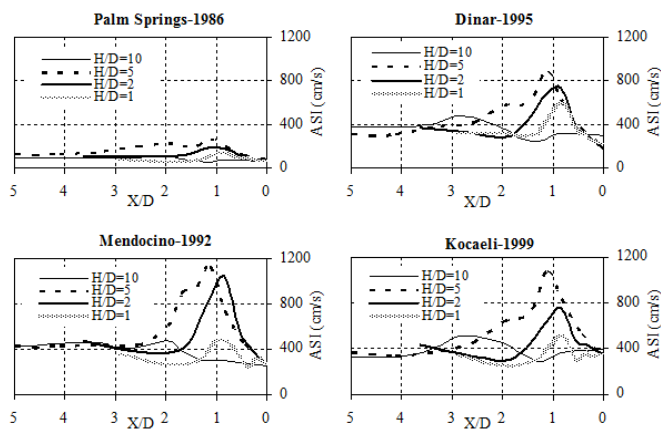 Palm Springs-1986
H/D=10
H/D=5
H/D=2
H/D=1
1200
800
400
0
ASI (cm/s)
5 4 3 2 1 0
X/D
Dinar-1995
H/D=10
H/D=5
H/D=2
H/D=1
1200
800
400
0
ASI (cm/s)
5 4 3 2 1 0
X/D
Mendocino-1992
H/D=10
H/D=5
H/D=2
H/D=1
1200
800
400
0
ASI (cm/s)
5 4 3 2 1 0
X/D
Kocaeli-1999
H/D=10
H/D=5
H/D=2
H/D=1
1200
800
400
0
ASI (cm/s)
5 4 3 2 1 0
X/D